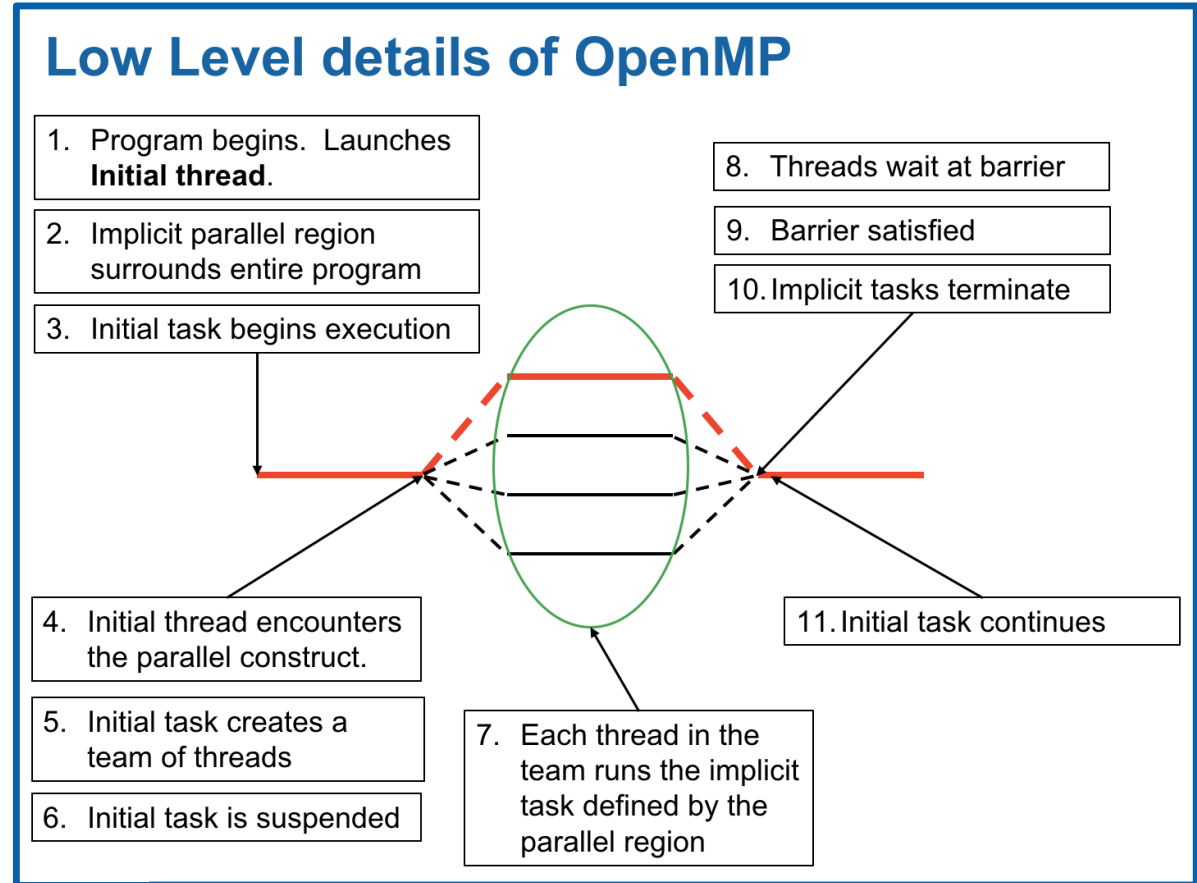 Low Level details of OpenMP
1. Program begins. Launches
Initial thread.
2. Implicit parallel region
surrounds entire program
3. Initial task begins execution
4. Initial thread encounters
the parallel construct.
5. Initial task creates a
team of threads
6. Initial task is suspended
7. Each thread in the
team runs the implicit
task defined by the
parallel region
8. Threads wait at barrier
9. Barrier satisfied
10. Implicit tasks terminate
11. Initial task continues